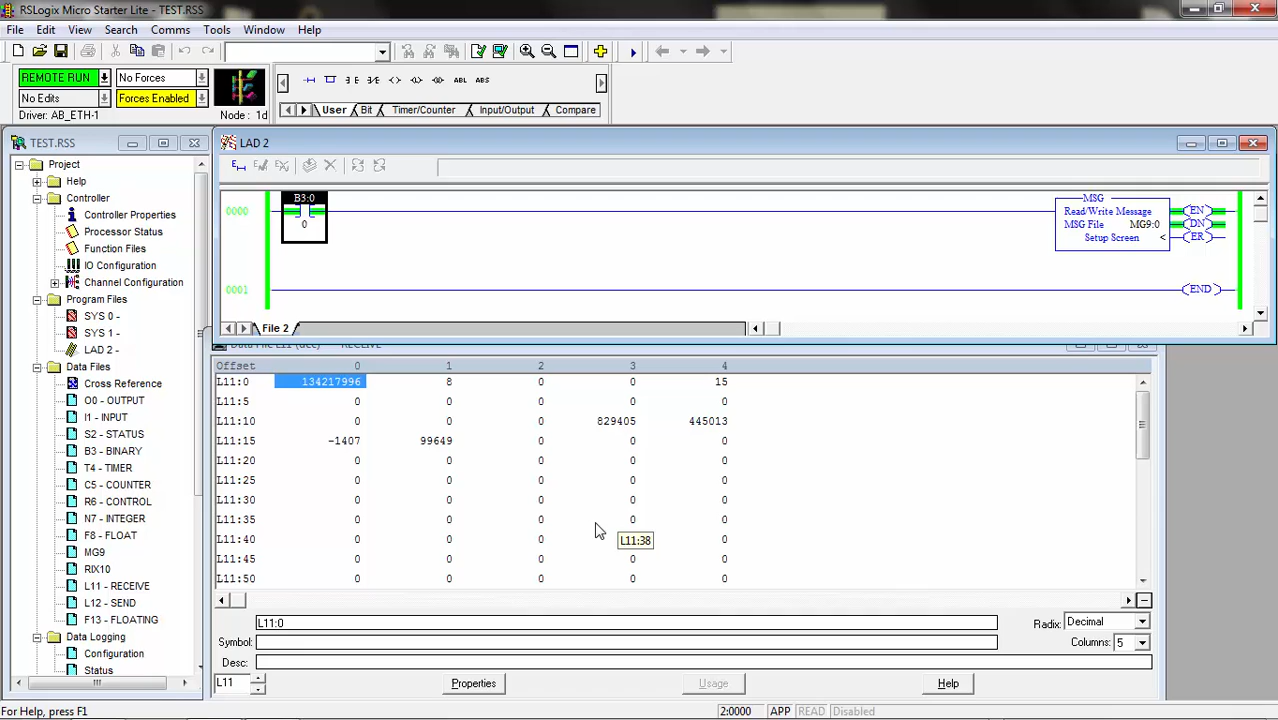 RSLogix Micro Starter Lite - TEST.RSS
File Edit View Search Comms Tools Window Help
REMOTE RUN No Forces
No Edits Forces Enabled
Driver: AB_ETH-1 Node : 1d
ABL ABS
User Bit Timer/Counter Input/Output Compare
TEST.RSS
Project
Help
Controller
Controller Properties
Processor Status
Function Files
IO Configuration
Channel Configuration
Program Files
SYS 0 -
SYS 1 -
LAD 2 -
Data Files
Cross Reference
O0 - OUTPUT
I1 - INPUT
S2 - STATUS
B3 - BINARY
T4 - TIMER
C5 - COUNTER
R6 - CONTROL
N7 - INTEGER
F8 - FLOAT
MG9
RIX10
L11 - RECEIVE
L12 - SEND
F13 - FLOATING
Data Logging
Configuration
Status
LAD 2
0000
B3:0
0
MSG
Read/Write Message
MSG File MG9:0
Setup Screen <
EN
DN
ER
0001
END
File 2
Data File L11 (dec) -- RECEIVE
Offset 0 1 2 3 4
L11:0 134217996 8 0 0 15
L11:5 0 0 0 0 0
L11:10 0 0 0 829405 445013
L11:15 -1407 99649 0 0 0
L11:20 0 0 0 0 0
L11:25 0 0 0 0 0
L11:30 0 0 0 0 0
L11:35 0 0 0 0 0
L11:38
L11:40 0 0 0 0
L11:45 0 0 0 0 0
L11:50 0 0 0 0 0
L11:0 Radix: Decimal
Symbol: Columns: 5
Desc:
L11 Properties Usage Help
For Help, press F1 2:0000 APP READ Disabled